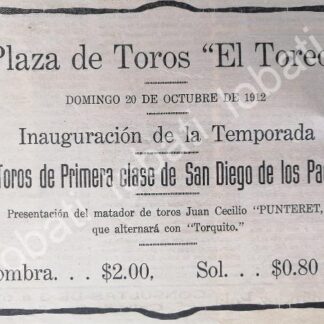 Plaza de Toros "El Toreo
DOMINGO 20 DE OCTUBRE DE 1912
Inauguración de la Temporada
Toros de Primera clase de San Diego de los Pa
Presentación del matador de toros Juan Cecilio "PUNTERET,
que alternará con "Torquito."
ombra. . . $2.00, Sol. . . $0.80
lobati lobati